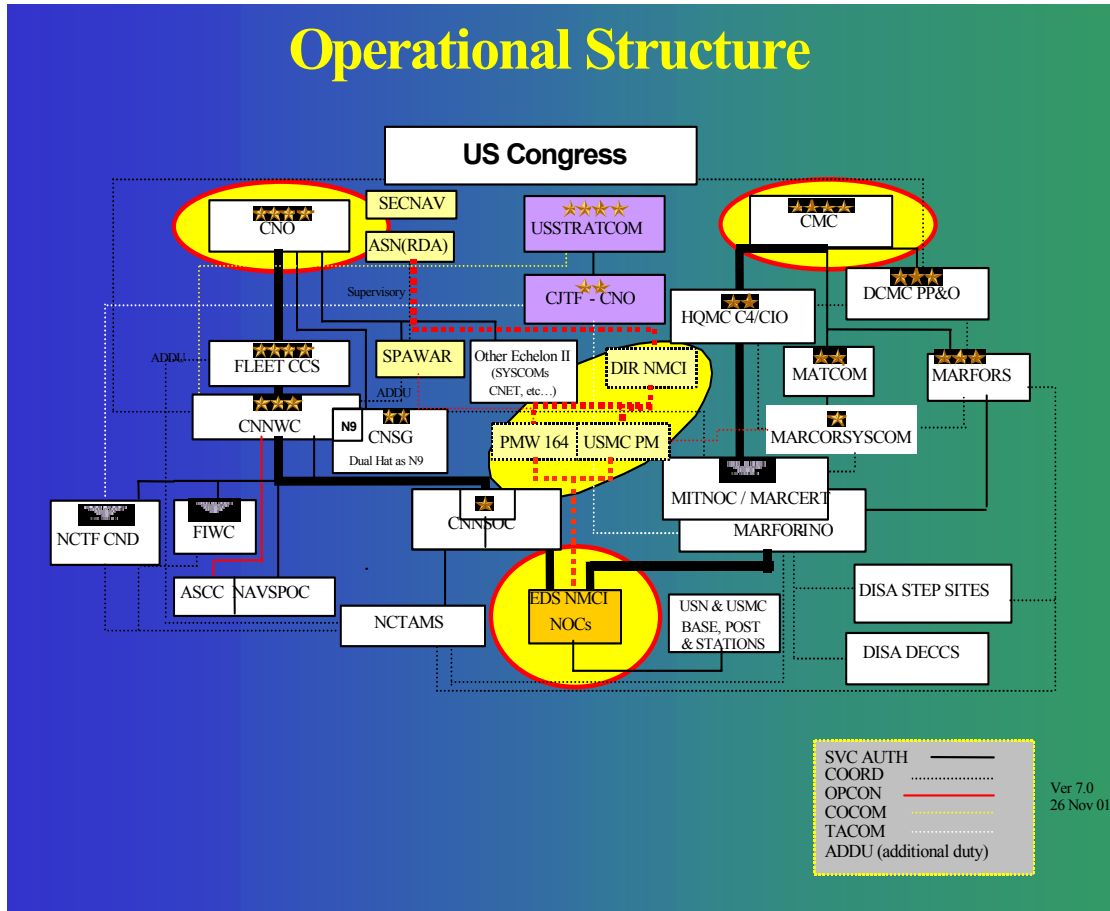 Operational Structure
US Congress
SECNAV
CNO
USSTRATCOM
CMC
ASN(RDA)
Supervisory
CJTF - CNO
DCMC PP&O
HQMC C4/CIO
ADDU
FLEET CCS
SPAWAR
Other Echelon II
(SYSCOMs
CNET, etc…)
DIR NMCI
MATCOM
MARFORS
ADDU
CNNWC
N9
CNSG
Dual Hat as N9
PMW 164
USMC PM
MARCORSYSCOM
MITNOC / MARCERT
MARFORINO
NCTF CND
FIWC
CNNSOC
ASCC
NAVSPOC
NCTAMS
EDS NMCI
NOCs
USN & USMC
BASE, POST
& STATIONS
DISA STEP SITES
DISA DECCS
SVC AUTH
COORD
OPCON
COCOM
TACOM
ADDU (additional duty)
Ver 7.0
26 Nov 01